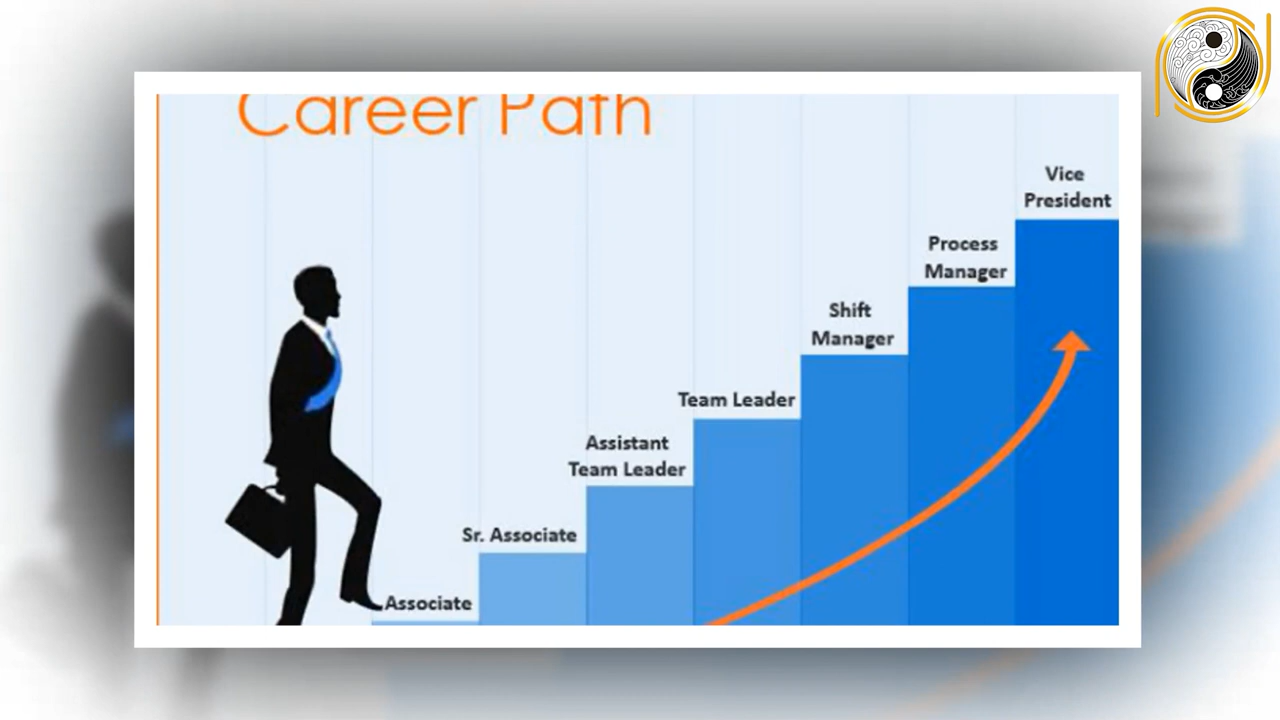 Career Path
Vice
President
Process
Manager
Shift
Manager
Team Leader
Assistant
Team Leader
Sr. Associate
Associate